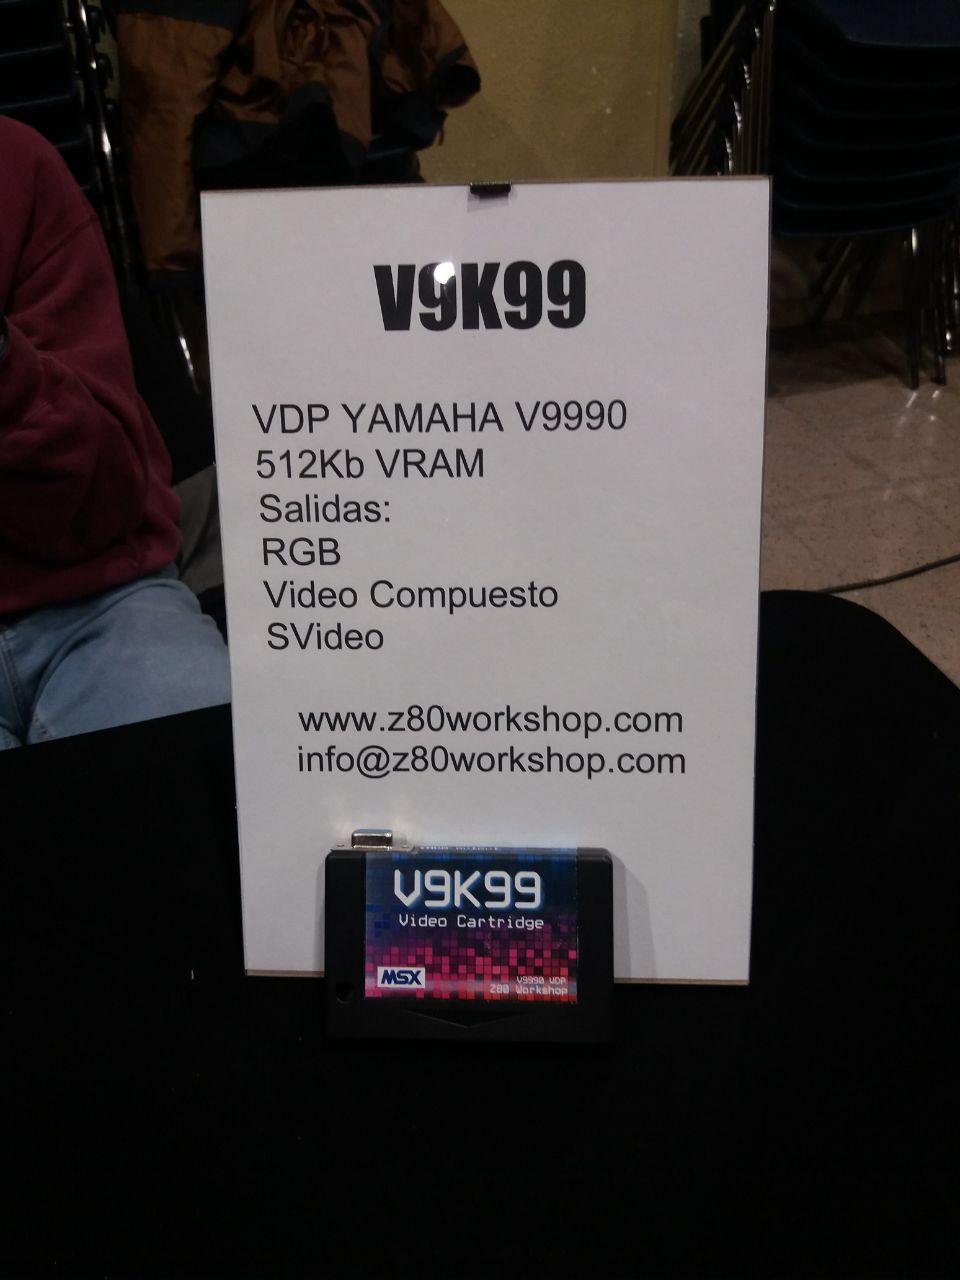 V9K99
VDP YAMAHA V9990
512Kb VRAM
Salidas:
RGB
Video Compuesto
SVideo
www.z80workshop.com
info@z80workshop.com
V9K99
Video Cartridge
MSX
V9990 VDP
Z80 Workshop